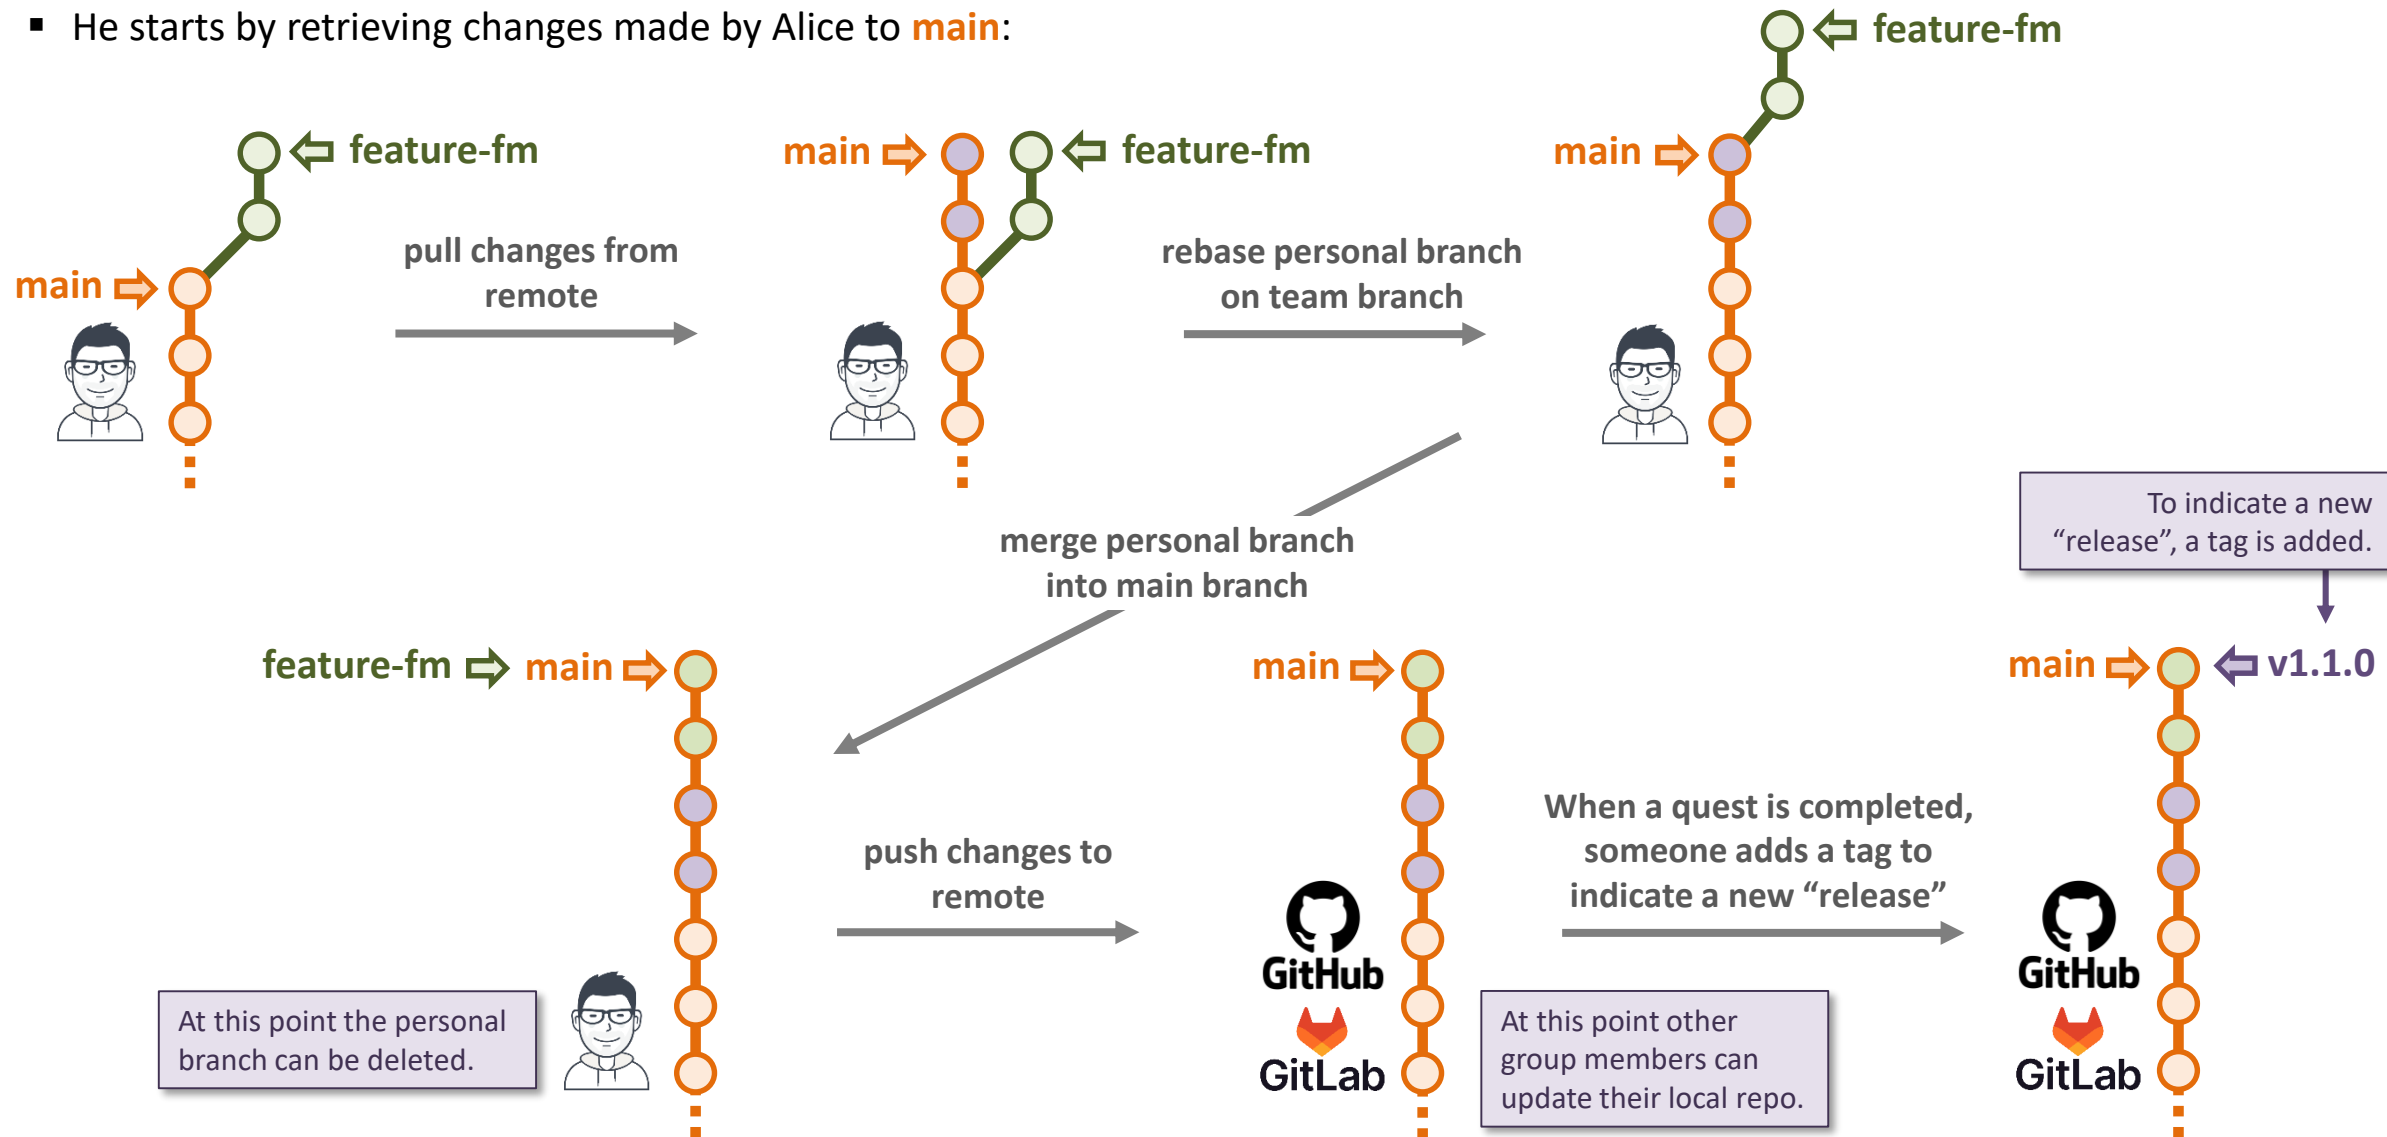 ▪ He starts by retrieving changes made by Alice to main:
feature-fm
main
pull changes from
remote
main
feature-fm
rebase personal branch
on team branch
feature-fm
main
merge personal branch
into main branch
To indicate a new
“release”, a tag is added.
feature-fm
main
At this point the personal
branch can be deleted.
push changes to
remote
main
GitHub
GitLab
When a quest is completed,
someone adds a tag to
indicate a new “release”
At this point other
group members can
update their local repo.
main
v1.1.0
GitHub
GitLab